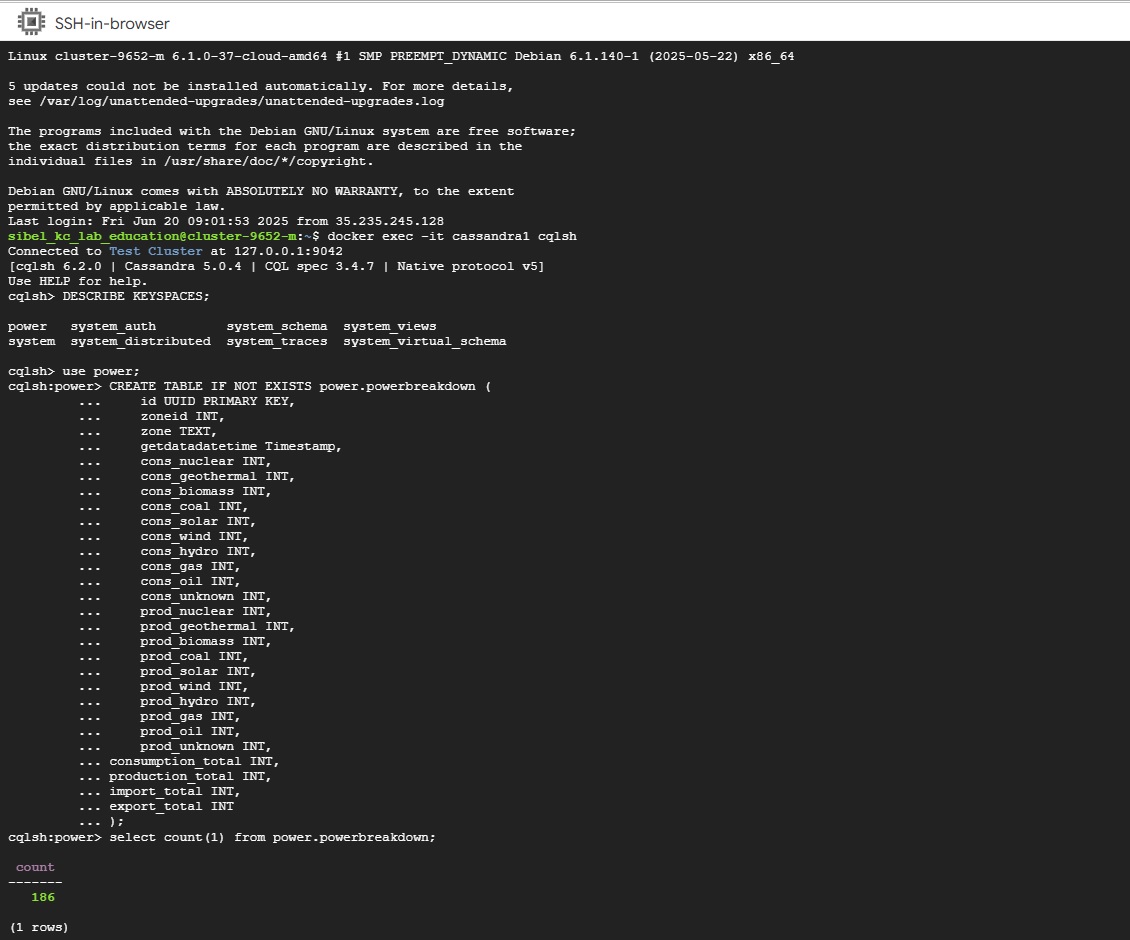 SSH-in-browser
Linux cluster-9652-m 6.1.0-37-cloud-amd64 #1 SMP PREEMPT_DYNAMIC Debian 6.1.140-1 (2025-05-22) x86_64
5 updates could not be installed automatically. For more details,
see /var/log/unattended-upgrades/unattended-upgrades.log
The programs included with the Debian GNU/Linux system are free software;
the exact distribution terms for each program are described in the
individual files in /usr/share/doc/*/copyright.
Debian GNU/Linux comes with ABSOLUTELY NO WARRANTY, to the extent
permitted by applicable law.
Last login: Fri Jun 20 09:01:53 2025 from 35.235.245.128
sibel_kc_lab_education@cluster-9652-m:~$ docker exec -it cassandra1 cqlsh
Connected to Test Cluster at 127.0.0.1:9042
[cqlsh 6.2.0 | Cassandra 5.0.4 | CQL spec 3.4.7 | Native protocol v5]
Use HELP for help.
cqlsh> DESCRIBE KEYSPACES;
power   system_auth         system_schema  system_views
system  system_distributed  system_traces  system_virtual_schema
cqlsh> use power;
cqlsh:power> CREATE TABLE IF NOT EXISTS power.powerbreakdown (
         ...     id UUID PRIMARY KEY,
         ...     zoneid INT,
         ...     zone TEXT,
         ...     getdatadatetime Timestamp,
         ...     cons_nuclear INT,
         ...     cons_geothermal INT,
         ...     cons_biomass INT,
         ...     cons_coal INT,
         ...     cons_solar INT,
         ...     cons_wind INT,
         ...     cons_hydro INT,
         ...     cons_gas INT,
         ...     cons_oil INT,
         ...     cons_unknown INT,
         ...     prod_nuclear INT,
         ...     prod_geothermal INT,
         ...     prod_biomass INT,
         ...     prod_coal INT,
         ...     prod_solar INT,
         ...     prod_wind INT,
         ...     prod_hydro INT,
         ...     prod_gas INT,
         ...     prod_oil INT,
         ...     prod_unknown INT,
         ... consumption_total INT,
         ... production_total INT,
         ... import_total INT,
         ... export_total INT
         ... );
cqlsh:power> select count(1) from power.powerbreakdown;
 count
-------
   186
(1 rows)